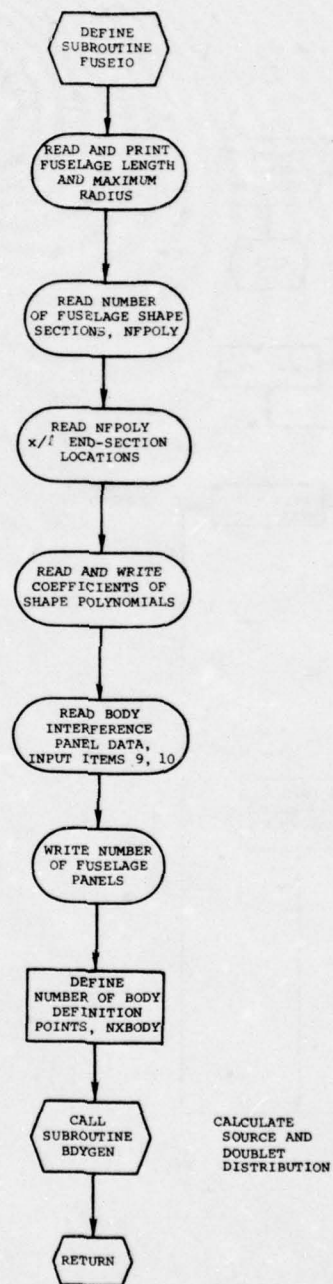 DEFINE
SUBROUTINE
FUSEIO
READ AND PRINT
FUSELAGE LENGTH
AND MAXIMUM
RADIUS
READ NUMBER
OF FUSELAGE SHAPE
SECTIONS, NFPOLY
READ NFPOLY
x/ℓ END-SECTION
LOCATIONS
READ AND WRITE
COEFFICIENTS OF
SHAPE POLYNOMIALS
READ BODY
INTERFERENCE
PANEL DATA,
INPUT ITEMS 9, 10
WRITE NUMBER
OF FUSELAGE
PANELS
DEFINE
NUMBER OF BODY
DEFINITION
POINTS, NXBODY
CALL
SUBROUTINE
BDYGEN
CALCULATE
SOURCE AND
DOUBLET
DISTRIBUTION
RETURN